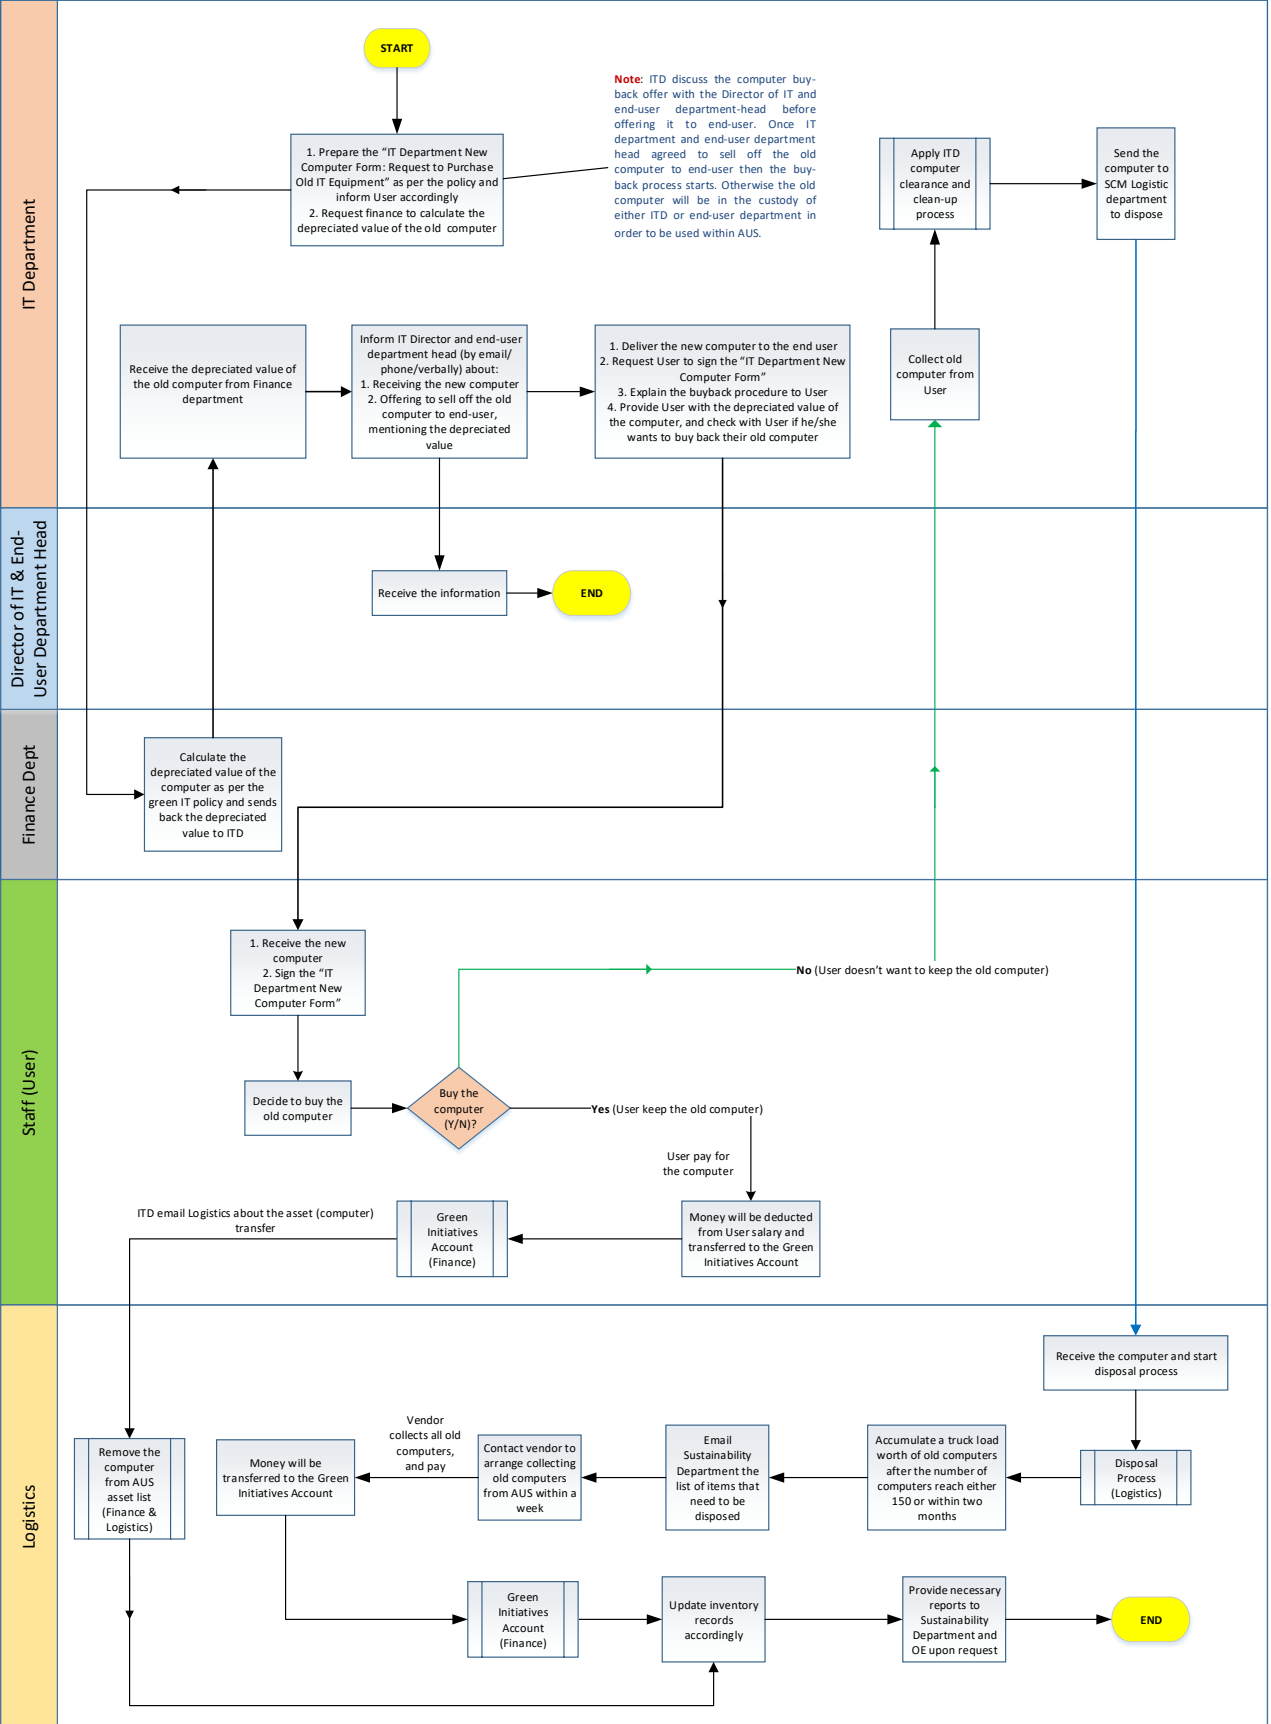 IT Department
START
1. Prepare the “IT Department New
Computer Form: Request to Purchase
Old IT Equipment” as per the policy and
inform User accordingly
2. Request finance to calculate the
depreciated value of the old computer
Note: ITD discuss the computer buy-
back offer with the Director of IT and
end-user department-head before
offering it to end-user. Once IT
department and end-user department
head agreed to sell off the old
computer to end-user then the buy-
back process starts. Otherwise the old
computer will be in the custody of
either ITD or end-user department in
order to be used within AUS.
Apply ITD
computer
clearance and
clean-up
process
Send the
computer to
SCM Logistic
department
to dispose
Receive the depreciated value of
the old computer from Finance
department
Inform IT Director and end-user
department head (by email/
phone/verbally) about:
1. Receiving the new computer
2. Offering to sell off the old
computer to end-user,
mentioning the depreciated
value
1. Deliver the new computer to the end user
2. Request User to sign the “IT Department New
Computer Form”
3. Explain the buyback procedure to User
4. Provide User with the depreciated value of
the computer, and check with User if he/she
wants to buy back their old computer
Collect old
computer from
User
Director of IT & End-
User Department Head
Receive the information
END
Finance Dept
Calculate the
depreciated value of the
computer as per the
green IT policy and sends
back the depreciated
value to ITD
Staff (User)
1. Receive the new
computer
2. Sign the “IT
Department New
Computer Form”
No (User doesn’t want to keep the old computer)
Decide to buy the
old computer
Buy the
computer
(Y/N)?
Yes (User keep the old computer)
User pay for
the computer
Money will be deducted
from User salary and
transferred to the Green
Initiatives Account
Green
Initiatives
Account
(Finance)
ITD email Logistics about the asset (computer)
transfer
Logistics
Receive the computer and start
disposal process
Remove the
computer
from AUS
asset list
(Finance &
Logistics)
Money will be
transferred to the Green
Initiatives Account
Vendor
collects all old
computers,
and pay
Contact vendor to
arrange collecting
old computers
from AUS within a
week
Email
Sustainability
Department the
list of items that
need to be
disposed
Accumulate a truck load
worth of old computers
after the number of
computers reach either
150 or within two
months
Disposal
Process
(Logistics)
Green
Initiatives
Account
(Finance)
Update inventory
records
accordingly
Provide necessary
reports to
Sustainability
Department and
OE upon request
END